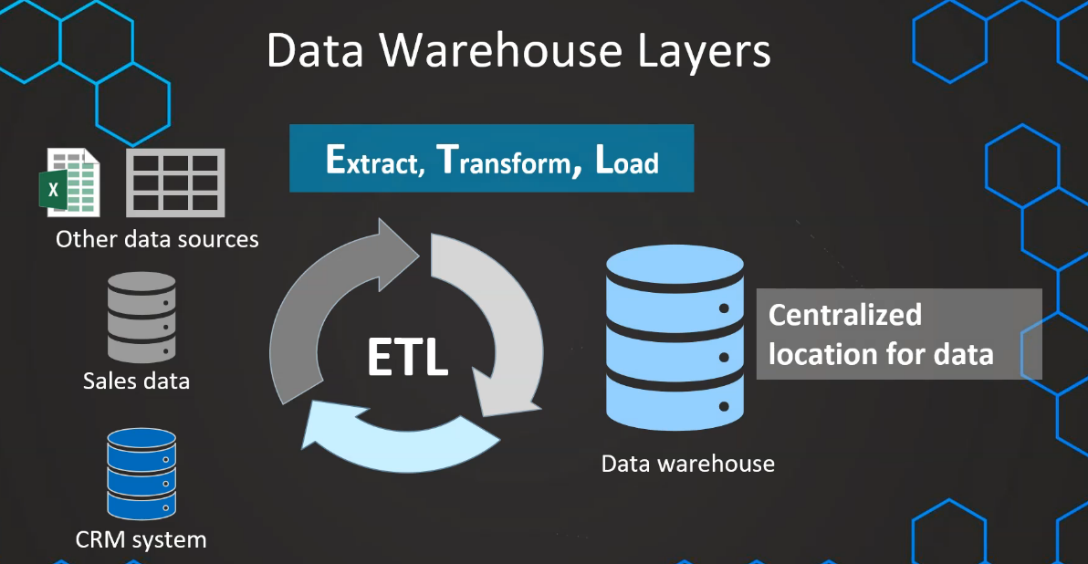 Data Warehouse Layers
Extract, Transform, Load
X
Other data sources
Sales data
CRM system
ETL
Data warehouse
Centralized
location for data